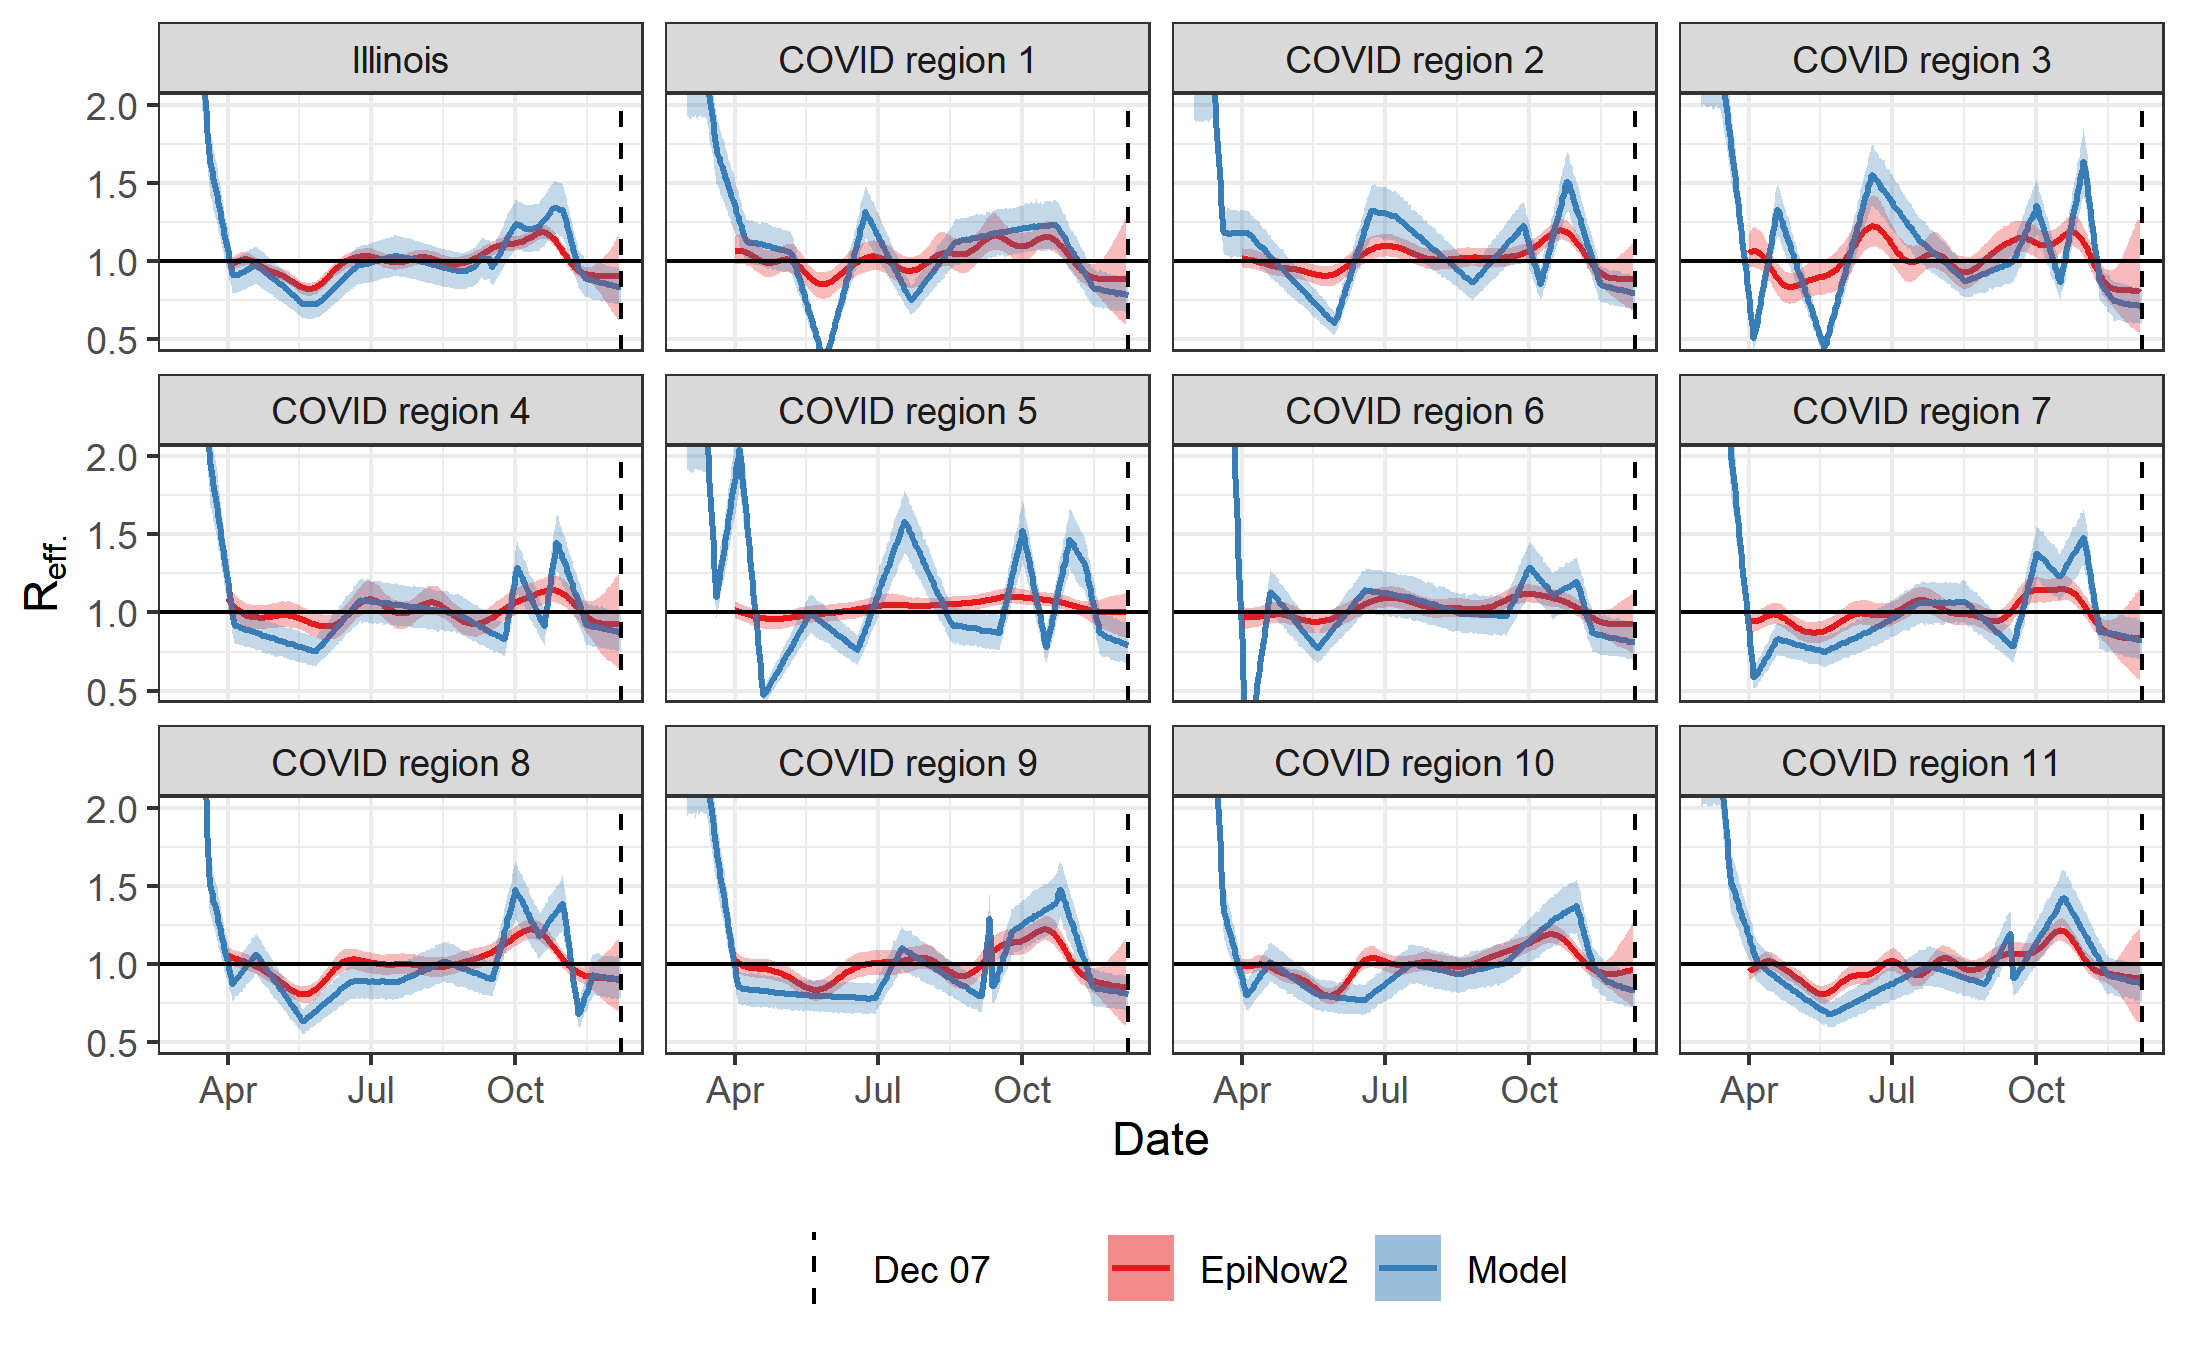 Illinois
COVID region 1
COVID region 2
COVID region 3
2.0
1.5
1.0
0.5
COVID region 4
COVID region 5
COVID region 6
COVID region 7
2.0
1.5
1.0
0.5
COVID region 8
COVID region 9
COVID region 10
COVID region 11
2.0
1.5
1.0
0.5
Reff.
Apr Jul Oct
Apr Jul Oct
Apr Jul Oct
Apr Jul Oct
Date
Dec 07 EpiNow2 Model